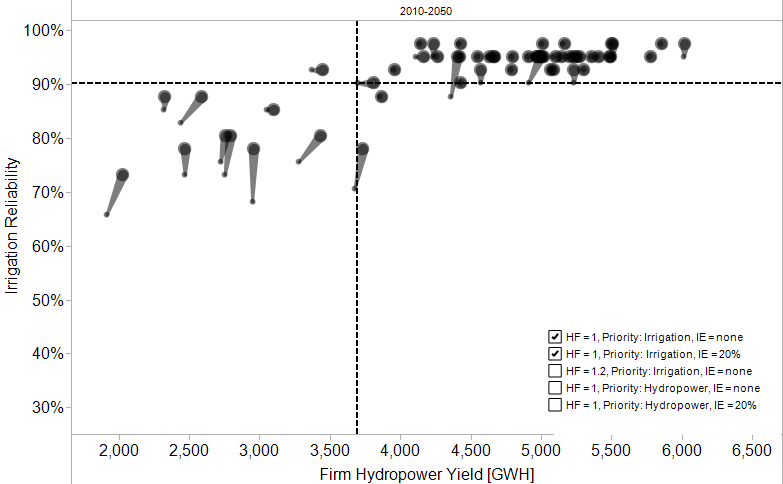 2010-2050
100%
90%
80%
70%
60%
50%
40%
30%
Irrigation Reliability
HF = 1, Priority: Irrigation, IE = none
HF = 1, Priority: Irrigation, IE = 20%
HF = 1.2, Priority: Irrigation, IE = none
HF = 1, Priority: Hydropower, IE = none
HF = 1, Priority: Hydropower, IE = 20%
2,000 2,500 3,000 3,500 4,000 4,500 5,000 5,500 6,000 6,500
Firm Hydropower Yield [GWH]